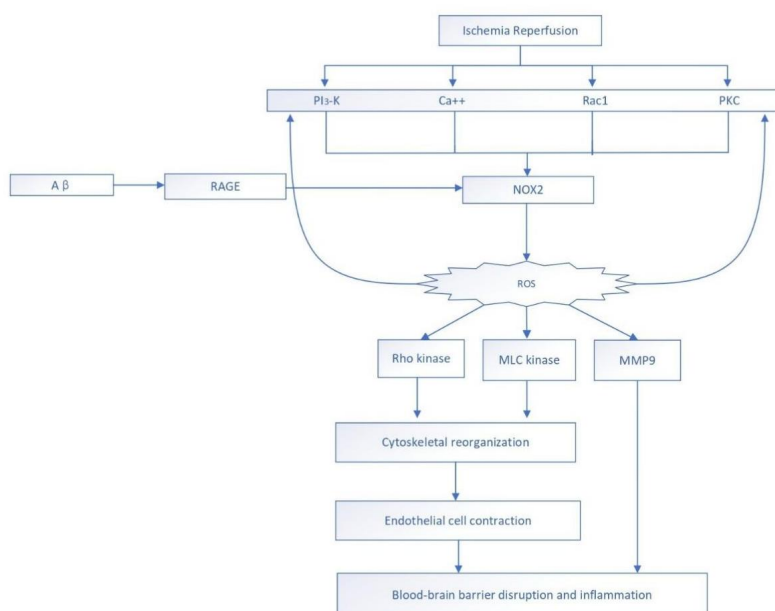 Ischemia Reperfusion
PI3-K Ca++ Rac1 PKC
A β RAGE NOX2
ROS
Rho kinase MLC kinase MMP9
Cytoskeletal reorganization
Endothelial cell contraction
Blood-brain barrier disruption and inflammation